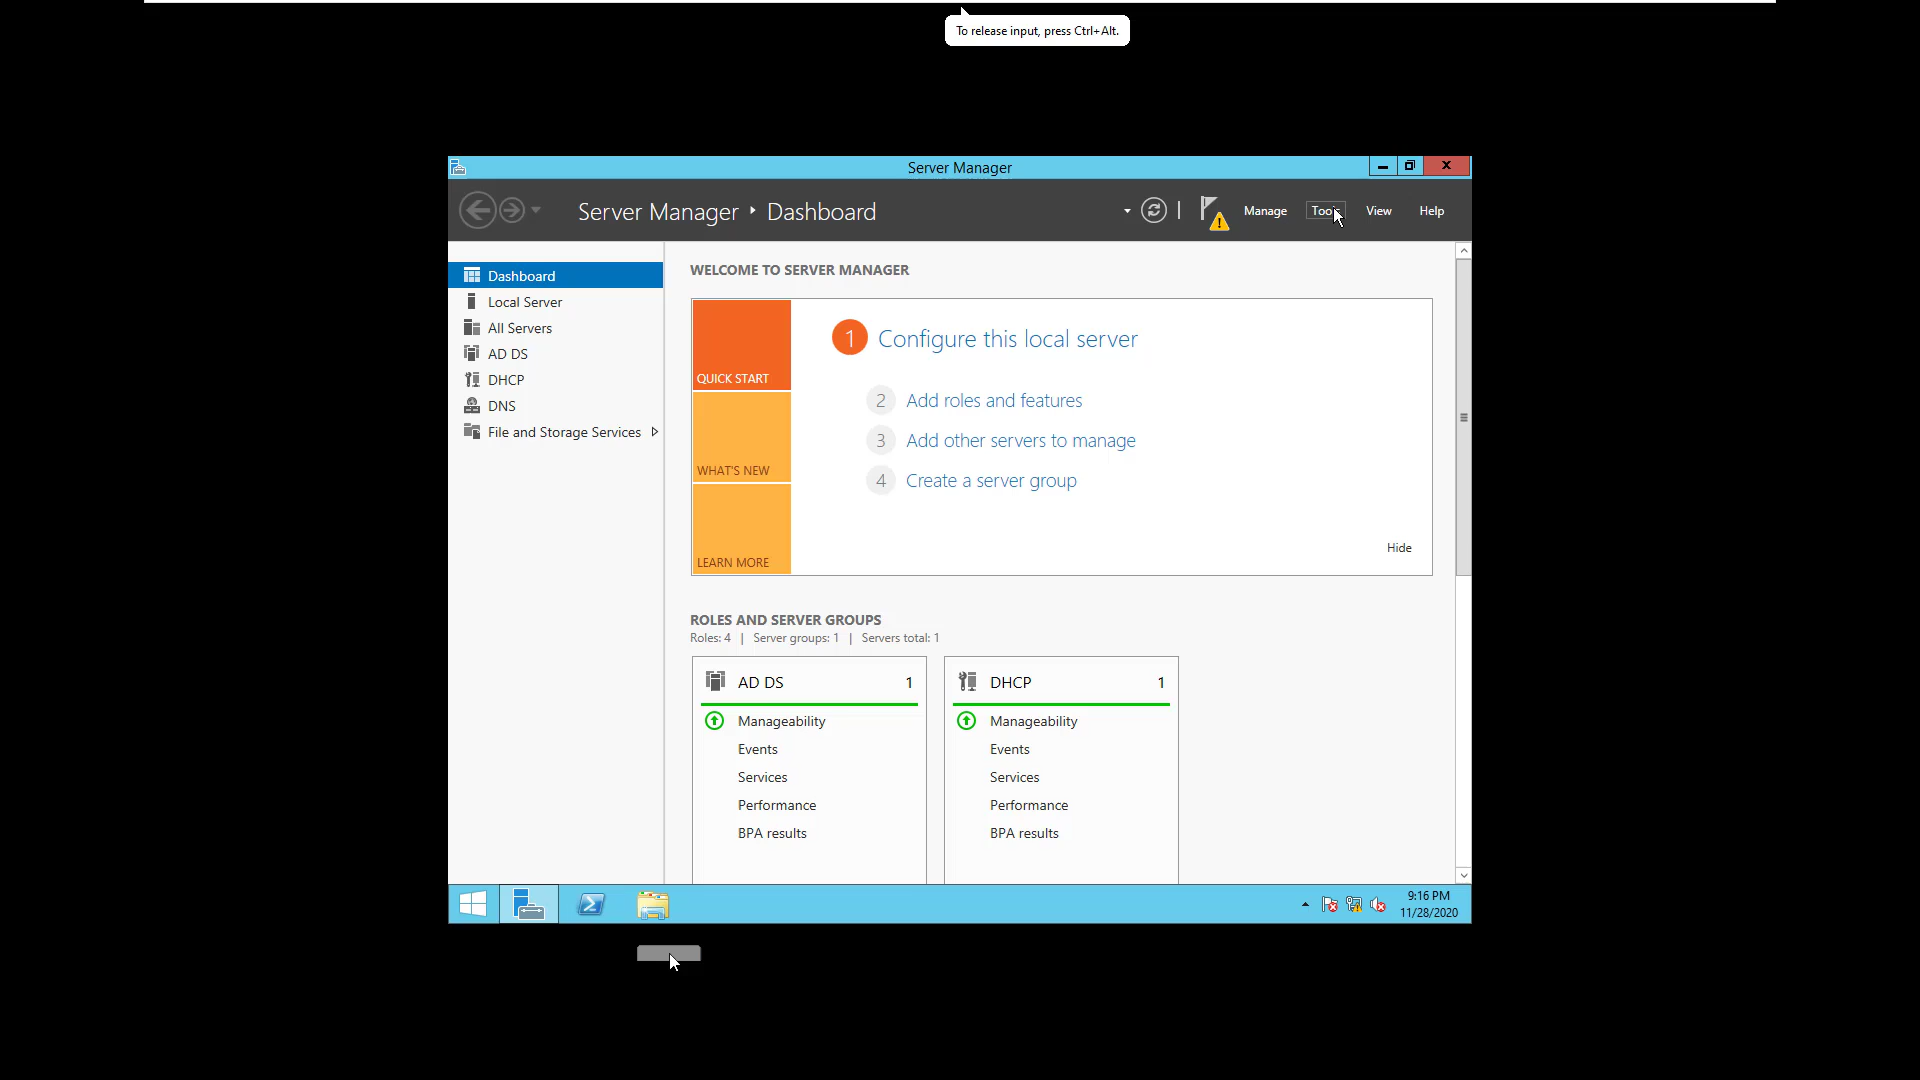 To release input, press Ctrl+Alt.
Server Manager
Server Manager ‣ Dashboard
Manage
Tools
View
Help
Dashboard
Local Server
All Servers
AD DS
DHCP
DNS
File and Storage Services
WELCOME TO SERVER MANAGER
QUICK START
WHAT'S NEW
LEARN MORE
1 Configure this local server
2 Add roles and features
3 Add other servers to manage
4 Create a server group
Hide
ROLES AND SERVER GROUPS
Roles: 4 | Server groups: 1 | Servers total: 1
AD DS 1
Manageability
Events
Services
Performance
BPA results
DHCP 1
Manageability
Events
Services
Performance
BPA results
9:16 PM
11/28/2020